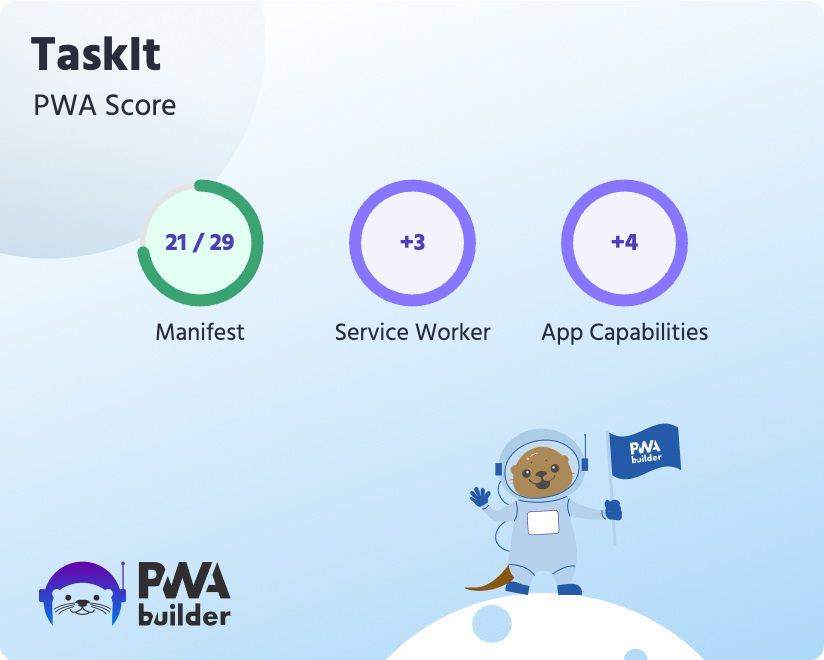 TaskIt
PWA Score
21 / 29
+3
+4
Manifest
Service Worker
App Capabilities
PWA
builder
PWA
builder